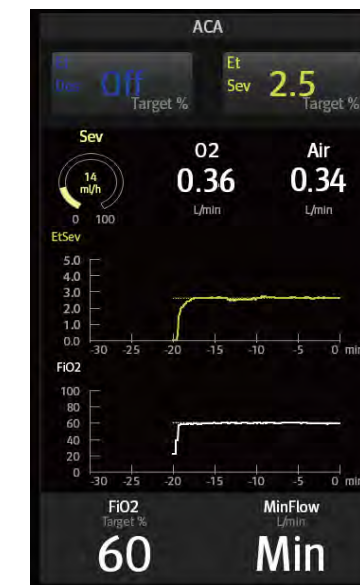 ACA
Et
Des Off
Target %
Et
Sev 2.5
Target %
Sev
14
ml/h
0 100
O2
0.36
L/min
Air
0.34
L/min
EtSev
5.0
4.0
3.0
2.0
1.0
0.0
-30 -25 -20 -15 -10 -5 0 min
FiO2
100
80
60
40
20
0
-30 -25 -20 -15 -10 -5 0 min
FiO2
Target %
60
MinFlow
L/min
Min